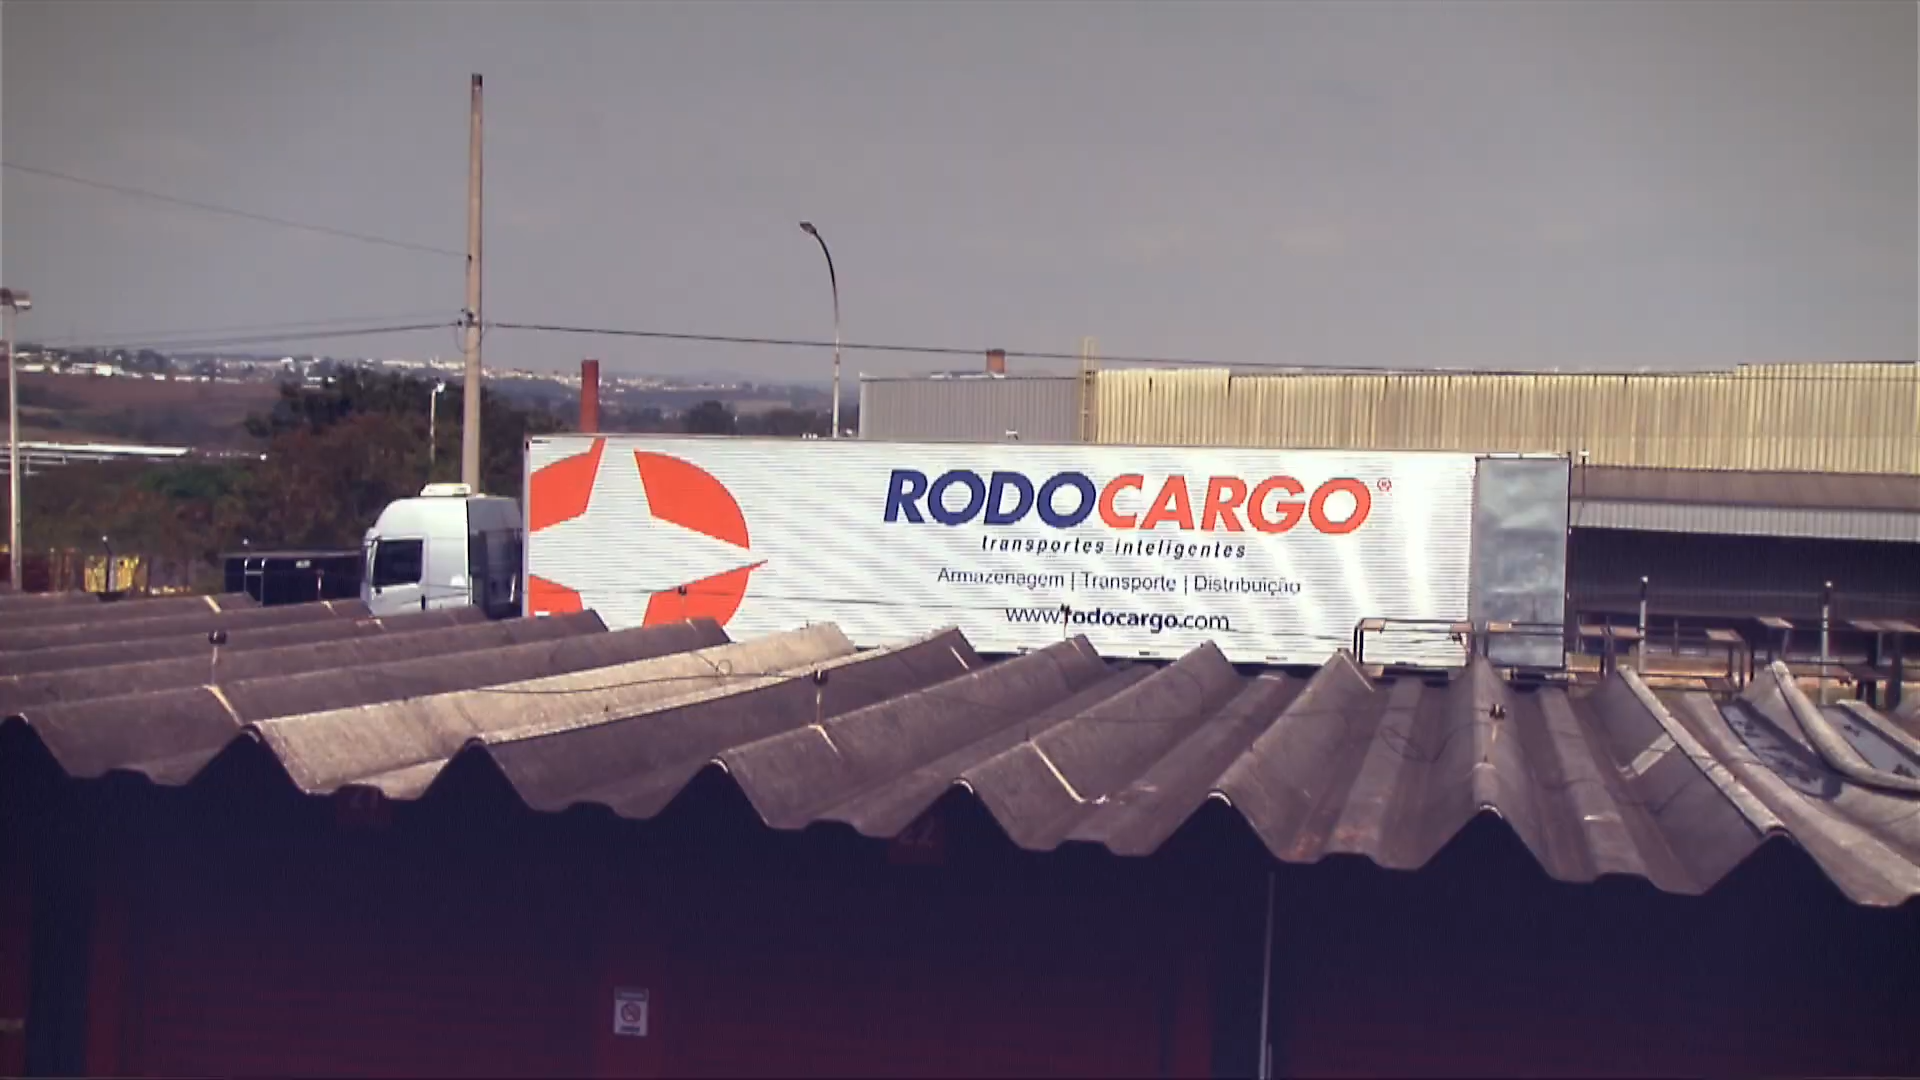 RODOCARGO®
transportes inteligentes
Armazenagem | Transporte | Distribuição
www.rodocargo.com